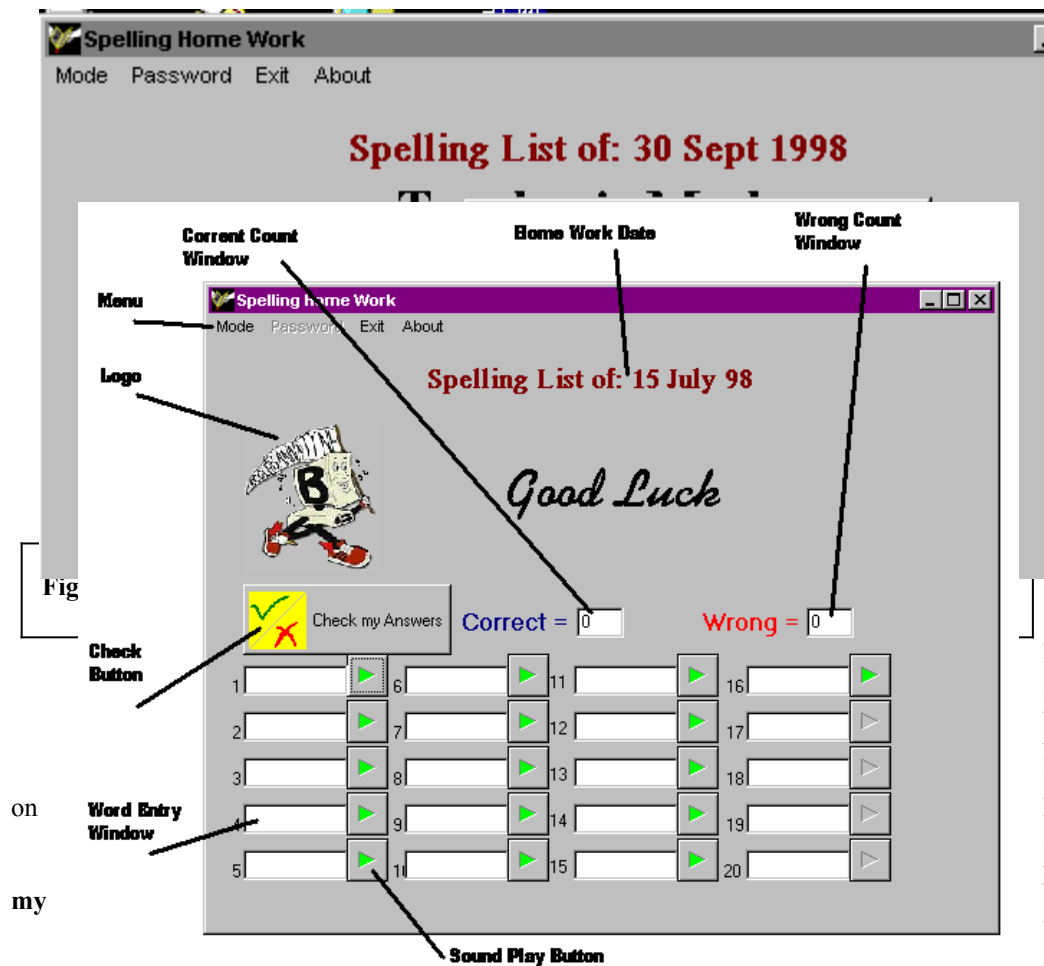 Spelling Home Work
Mode Password Exit About
Spelling List of: 30 Sept 1998
Corrent Count
Window
Home Work Date
Wrong Count
Window
Menu
Spelling home Work
Mode Password Exit About
Logo
Spelling List of: 15 July 98
B
Good Luck
Fig
Check my Answers
Correct = 0
Wrong = 0
Check
Button
1 6 11 16
2 7 12 17
3 8 13 18
on
Word Entry
Window
4 9 14 19
5 10 15 20
my
Sound Play Button